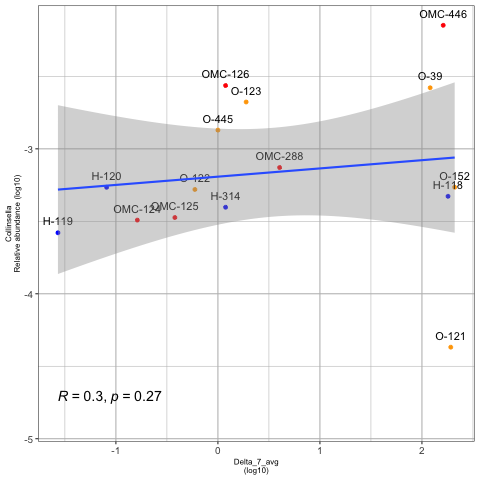 OMC-446
OMC-126
O-39
O-123
O-445
-3
OMC-288
H-120
O-122
O-152
H-118
H-314
OMC-124
OMC-125
H-119
-4
O-121
R = 0.3, p = 0.27
-5
-1
0
1
2
Delta_7_avg
(log10)
Collinsella
Relative abundance (log10)